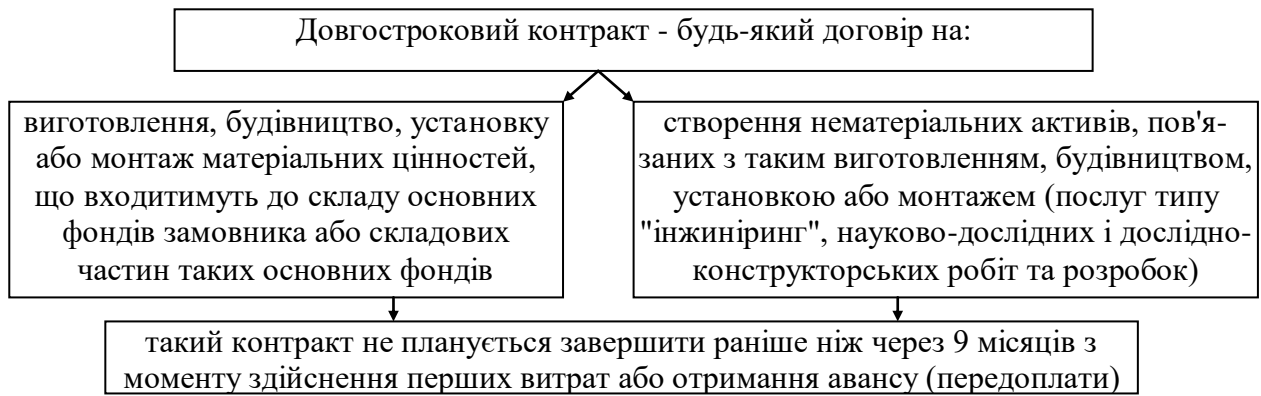 Довгостроковий контракт - будь-який договір на:
виготовлення, будівництво, установку
або монтаж матеріальних цінностей,
що входитимуть до складу основних
фондів замовника або складових
частин таких основних фондів
створення нематеріальних активів, пов'я-
заних з таким виготовленням, будівництвом,
установкою або монтажем (послуг типу
"інжиніринг", науково-дослідних і дослідно-
конструкторських робіт та розробок)
такий контракт не планується завершити раніше ніж через 9 місяців з
моменту здійснення перших витрат або отримання авансу (передоплати)